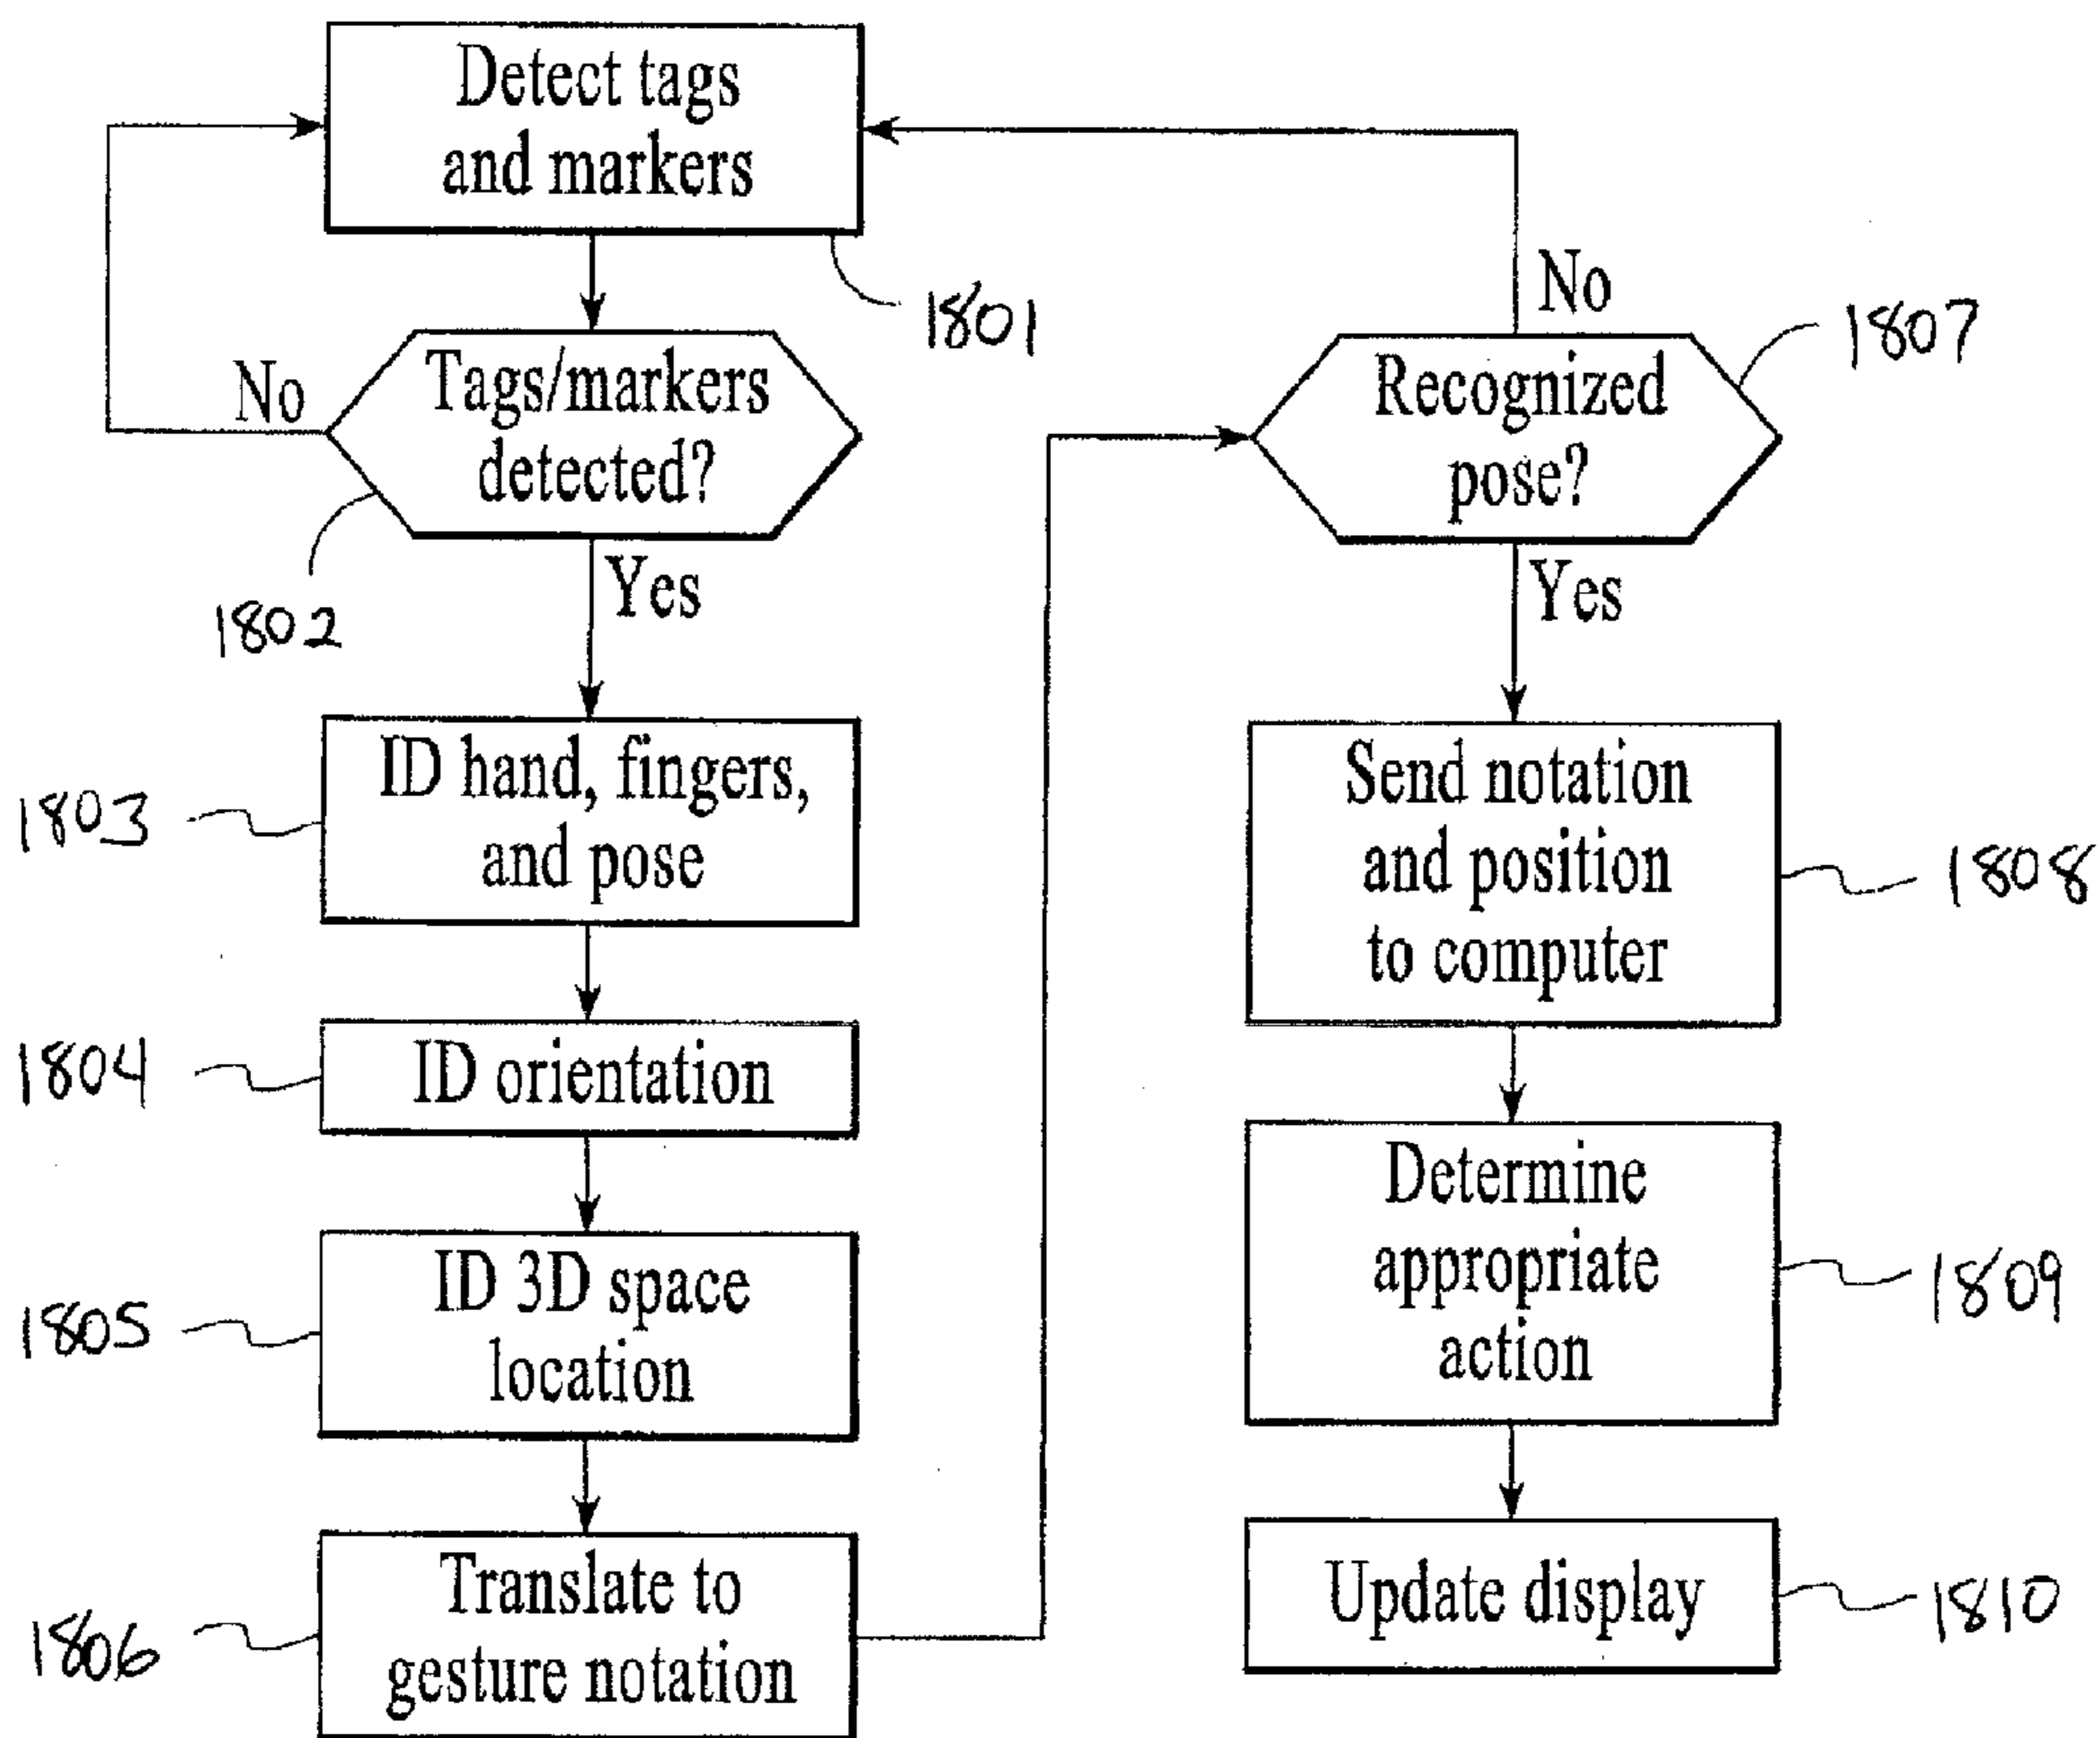 Detect tags
and markers
1801
No
Tags/markers
detected?
1802
Yes
ID hand, fingers,
and pose
1803
ID orientation
1804
ID 3D space
location
1805
Translate to
gesture notation
1806
No
Recognized
pose?
1807
Yes
Send notation
and position
to computer
1808
Determine
appropriate
action
1809
Update display
1810